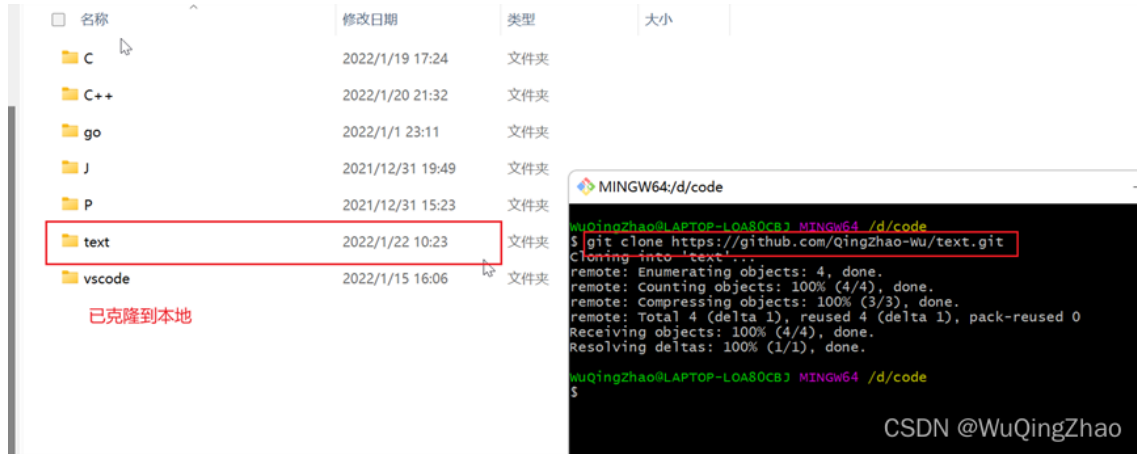 名称 修改日期 类型 大小
C 2022/1/19 17:24 文件夹
C++ 2022/1/20 21:32 文件夹
go 2022/1/1 23:11 文件夹
J 2021/12/31 19:49 文件夹
P 2021/12/31 15:23 文件夹
text 2022/1/22 10:23 文件夹
vscode 2022/1/15 16:06 文件夹
已克隆到本地
MINGW64:/d/code
WuQingZhao@LAPTOP-LOA80CBJ MINGW64 /d/code
$ git clone https://github.com/QingZhao-Wu/text.git
Cloning into 'text'...
remote: Enumerating objects: 4, done.
remote: Counting objects: 100% (4/4), done.
remote: Compressing objects: 100% (3/3), done.
remote: Total 4 (delta 1), reused 4 (delta 1), pack-reused 0
Receiving objects: 100% (4/4), done.
Resolving deltas: 100% (1/1), done.
WuQingZhao@LAPTOP-LOA80CBJ MINGW64 /d/code
$
CSDN @WuQingZhao